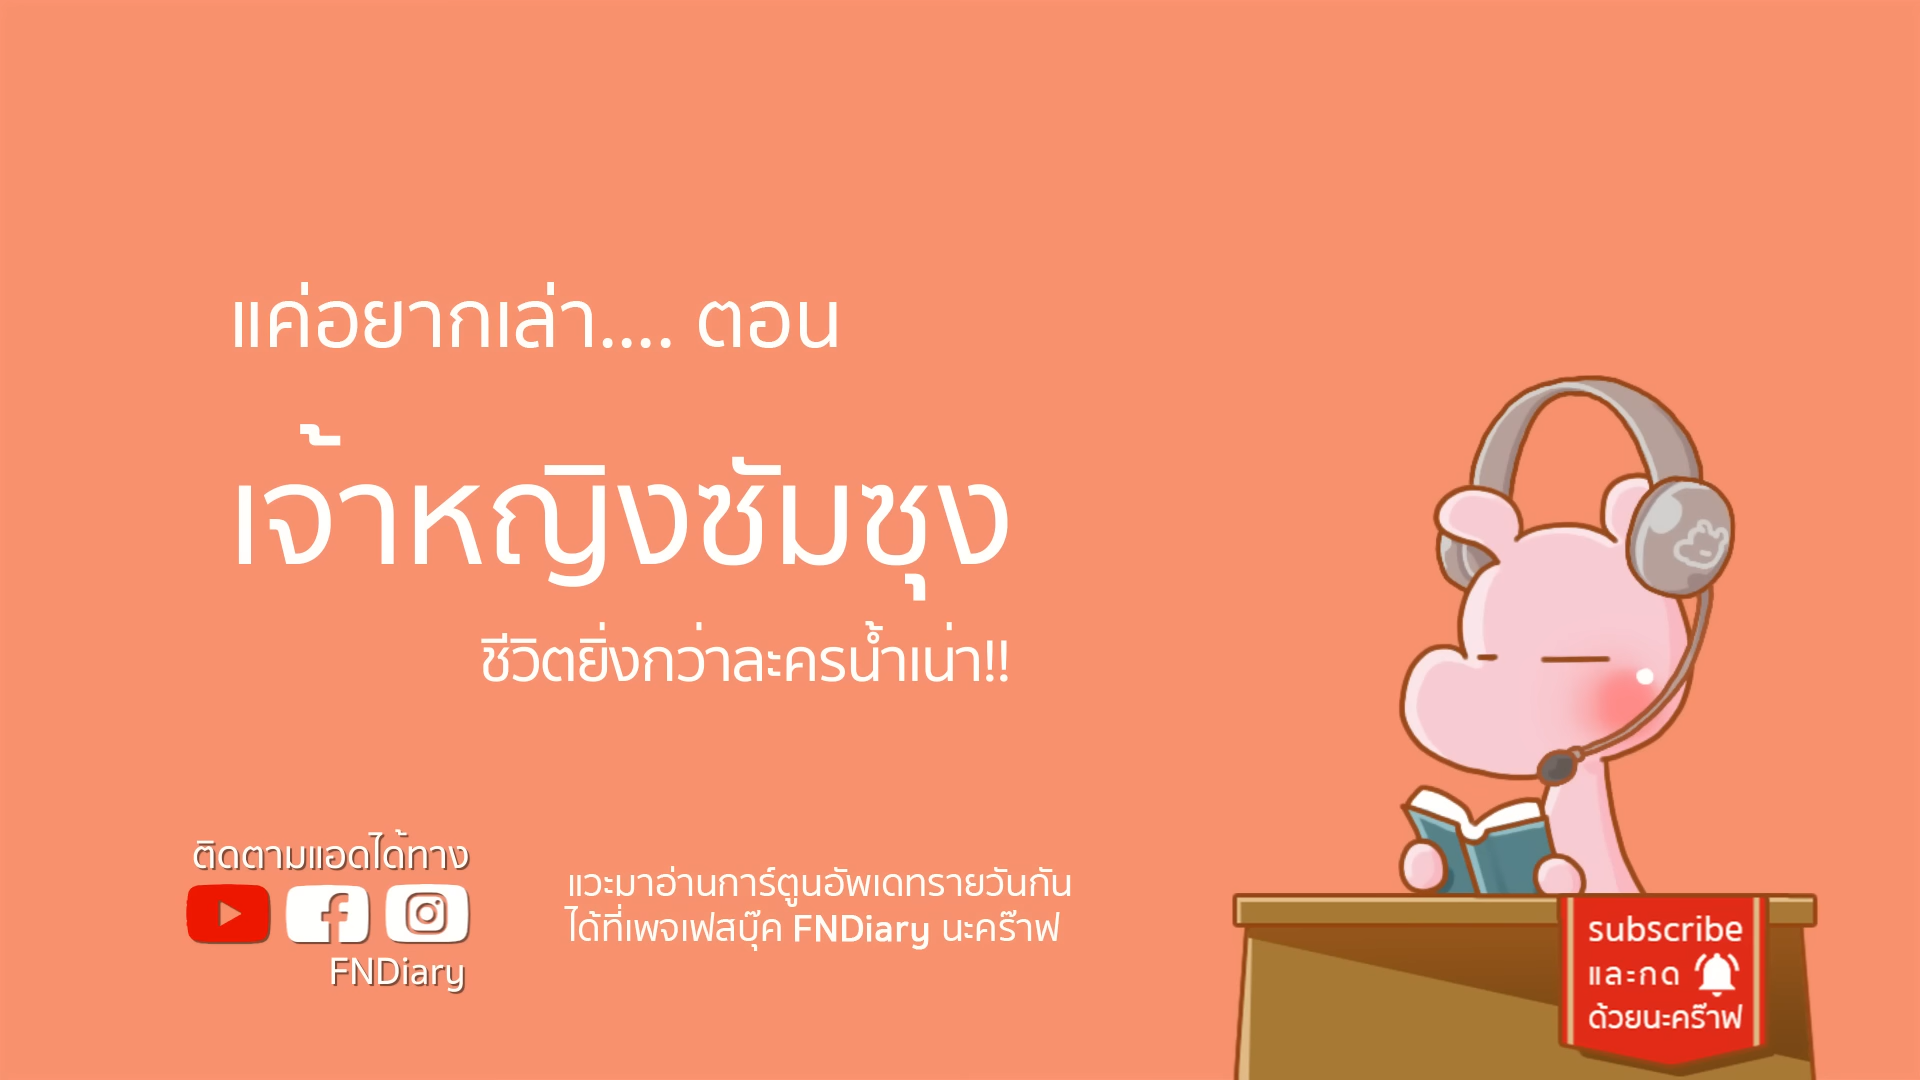 แค่อยากเล่า.... ตอน
เจ้าหญิงซัมซุง
ชีวิตยิ่งกว่าละครน้ำเน่า!!
ติดตามแอดได้ทาง
FNDiary
แวะมาอ่านการ์ตูนอัพเดทรายวันกัน
ได้ที่เพจเฟสบุ๊ค FNDiary นะคร๊าฟ
subscribe
และกด
ด้วยนะคร๊าฟ